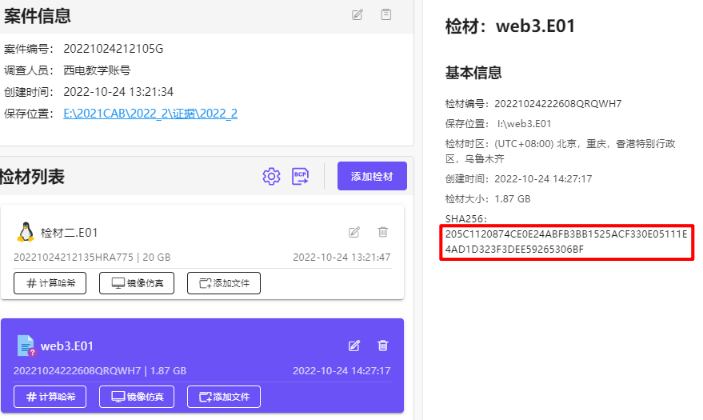 案件信息
案件编号： 20221024212105G
调查人员： 西电教学账号
创建时间： 2022-10-24 13:21:34
保存位置： E:\2021CAB\2022_2\证据\2022_2
检材列表
BCP
添加检材
检材二.E01
20221024212135HRA775 | 20 GB
2022-10-24 13:21:47
计算哈希
镜像仿真
添加文件
web3.E01
20221024222608QRQWH7 | 1.87 GB
2022-10-24 14:27:17
计算哈希
镜像仿真
添加文件
检材：web3.E01
基本信息
检材编号：20221024222608QRQWH7
保存位置： I:\web3.E01
检材时区：(UTC+08:00) 北京，重庆，香港特别行政
区，乌鲁木齐
创建时间：2022-10-24 14:27:17
检材大小：1.87 GB
SHA256：
205C1120874CE0E24ABFB3BB1525ACF330E05111E
4AD1D323F3DEE59265306BF